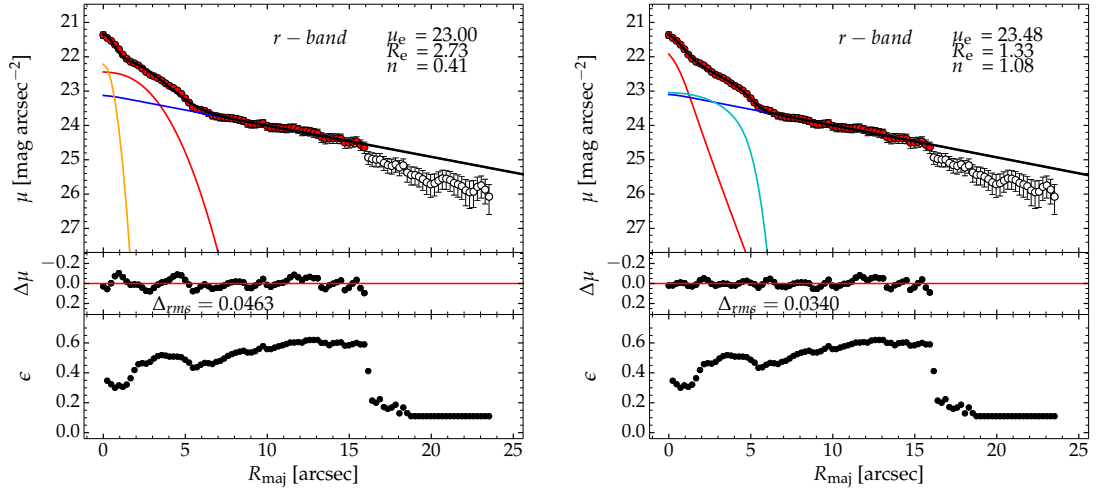 r − band
μe = 23.00
Re = 2.73
n = 0.41
μ [mag arcsec−2]
21
22
23
24
25
26
27
Δμ
−0.2
0.0
0.2
Δrms = 0.0463
ϵ
0.6
0.4
0.2
0.0
0 5 10 15 20 25
Rmaj [arcsec]
r − band
μe = 23.48
Re = 1.33
n = 1.08
μ [mag arcsec−2]
21
22
23
24
25
26
27
Δμ
−0.2
0.0
0.2
Δrms = 0.0340
ϵ
0.6
0.4
0.2
0.0
0 5 10 15 20 25
Rmaj [arcsec]